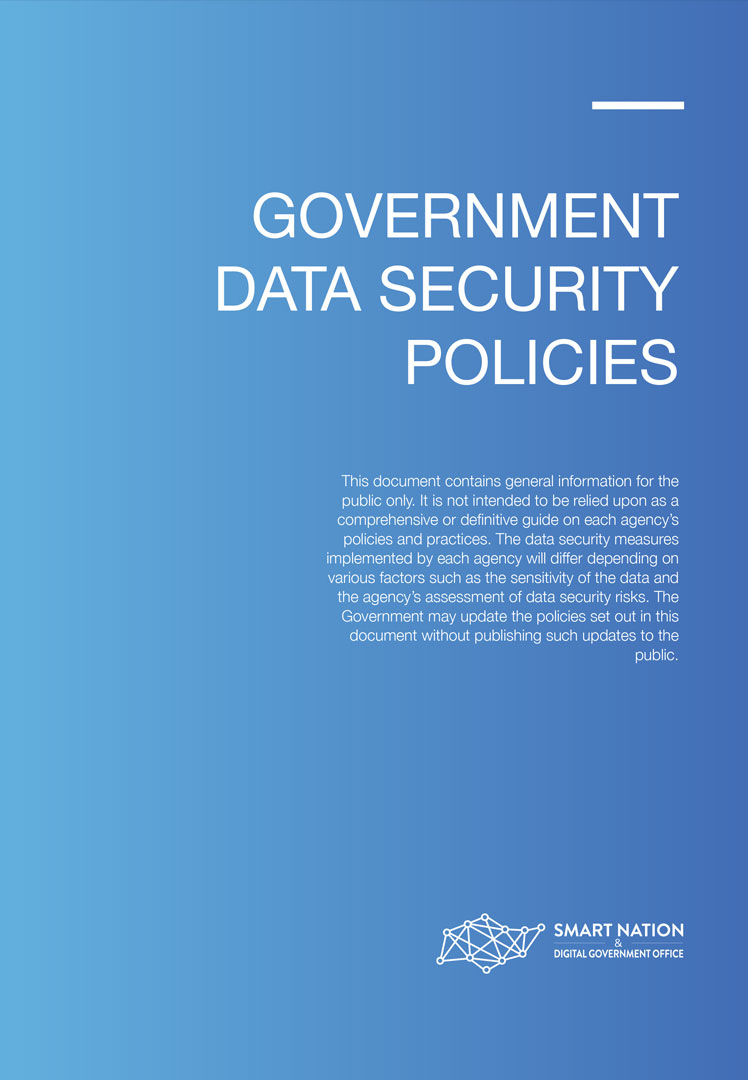 GOVERNMENT
DATA SECURITY
POLICIES
This document contains general information for the
public only. It is not intended to be relied upon as a
comprehensive or definitive guide on each agency’s
policies and practices. The data security measures
implemented by each agency will differ depending on
various factors such as the sensitivity of the data and
the agency’s assessment of data security risks. The
Government may update the policies set out in this
document without publishing such updates to the
public.
SMART NATION
&
DIGITAL GOVERNMENT OFFICE